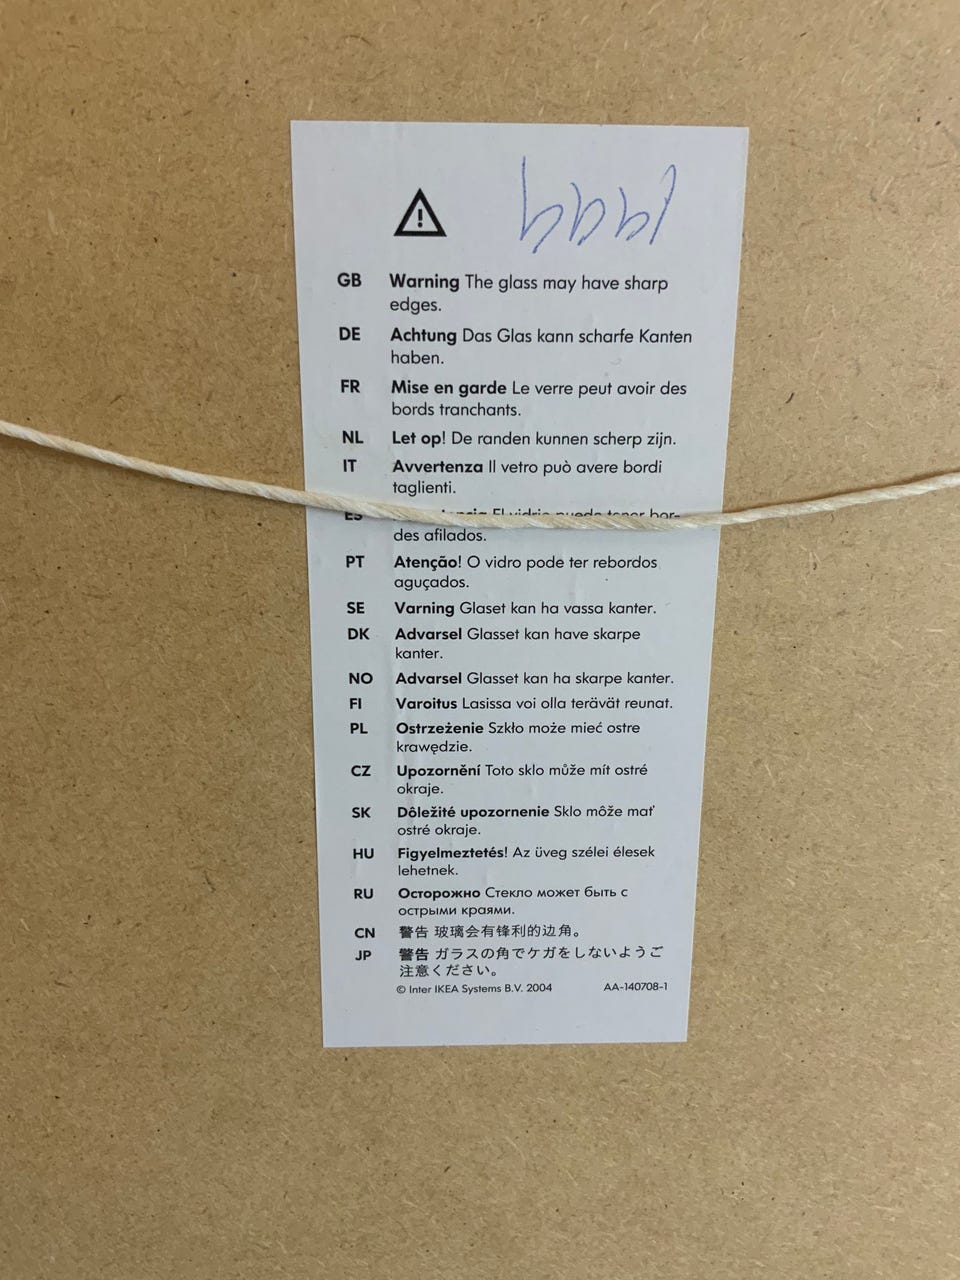 GB Warning The glass may have sharp
edges.
DE Achtung Das Glas kann scharfe Kanten
haben.
FR Mise en garde Le verre peut avoir des
bords tranchants.
NL Let op! De randen kunnen scherp zijn.
IT Avvertenza Il vetro può avere bordi
taglienti.
ES El vidrio puede tener bor-
des afilados.
PT Atenção! O vidro pode ter rebordos
aguçados.
SE Varning Glaset kan ha vassa kanter.
DK Advarsel Glasset kan have skarpe
kanter.
NO Advarsel Glasset kan ha skarpe kanter.
FI Varoitus Lasissa voi olla terävät reunat.
PL Ostrzeżenie Szkło może mieć ostre
krawędzie.
CZ Upozornění Toto sklo může mít ostré
okraje.
SK Dôležité upozornenie Sklo môže mať
ostré okraje.
HU Figyelmeztetés! Az üveg szélei élesek
lehetnek.
RU Осторожно Стекло может быть с
острыми краями.
CN 警告 玻璃会有锋利的边角。
JP 警告 ガラスの角でケガをしないようご
注意ください。
© Inter IKEA Systems B.V. 2004 AA-140708-1